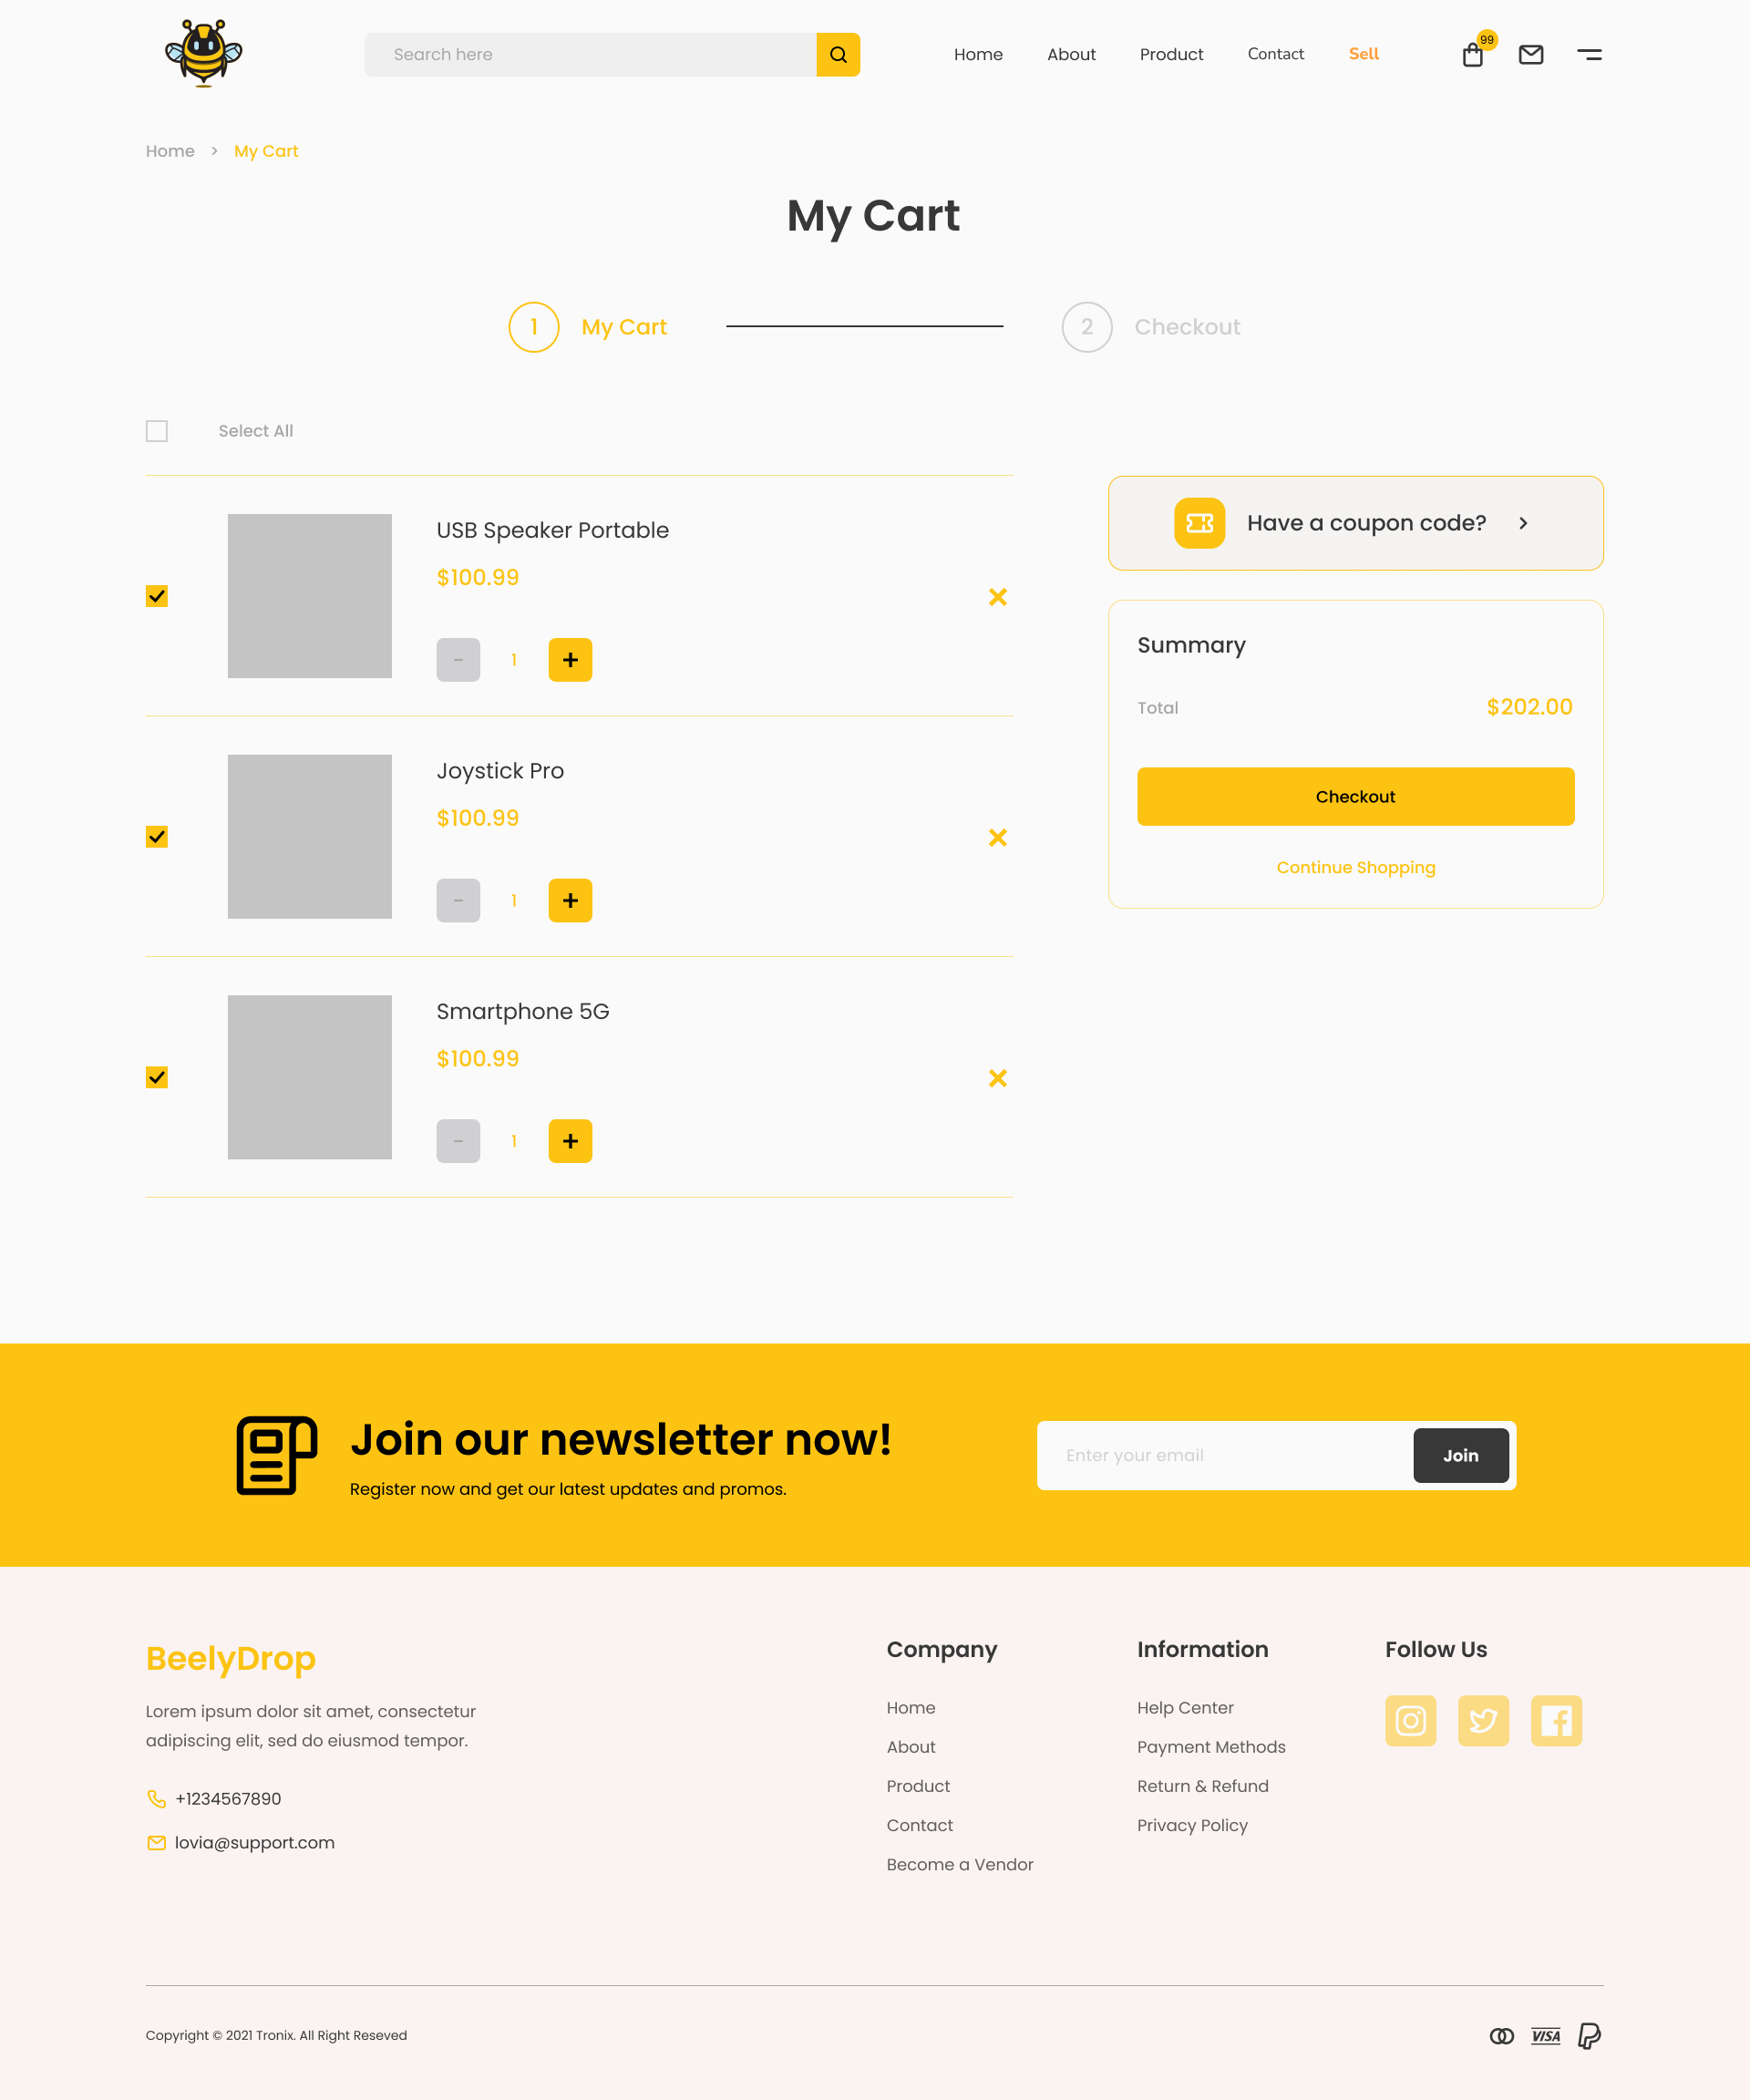 Search here
Home
About
Product
Contact
Sell
99
Home > My Cart
My Cart
1 My Cart
2 Checkout
Select All
USB Speaker Portable
$100.99
- 1 +
Joystick Pro
$100.99
- 1 +
Smartphone 5G
$100.99
- 1 +
Have a coupon code? >
Summary
Total $202.00
Checkout
Continue Shopping
Join our newsletter now!
Register now and get our latest updates and promos.
Enter your email
Join
BeelyDrop
Lorem ipsum dolor sit amet, consectetur
adipiscing elit, sed do eiusmod tempor.
+1234567890
lovia@support.com
Company
Home
About
Product
Contact
Become a Vendor
Information
Help Center
Payment Methods
Return & Refund
Privacy Policy
Follow Us
Copyright © 2021 Tronix. All Right Reseved
VISA